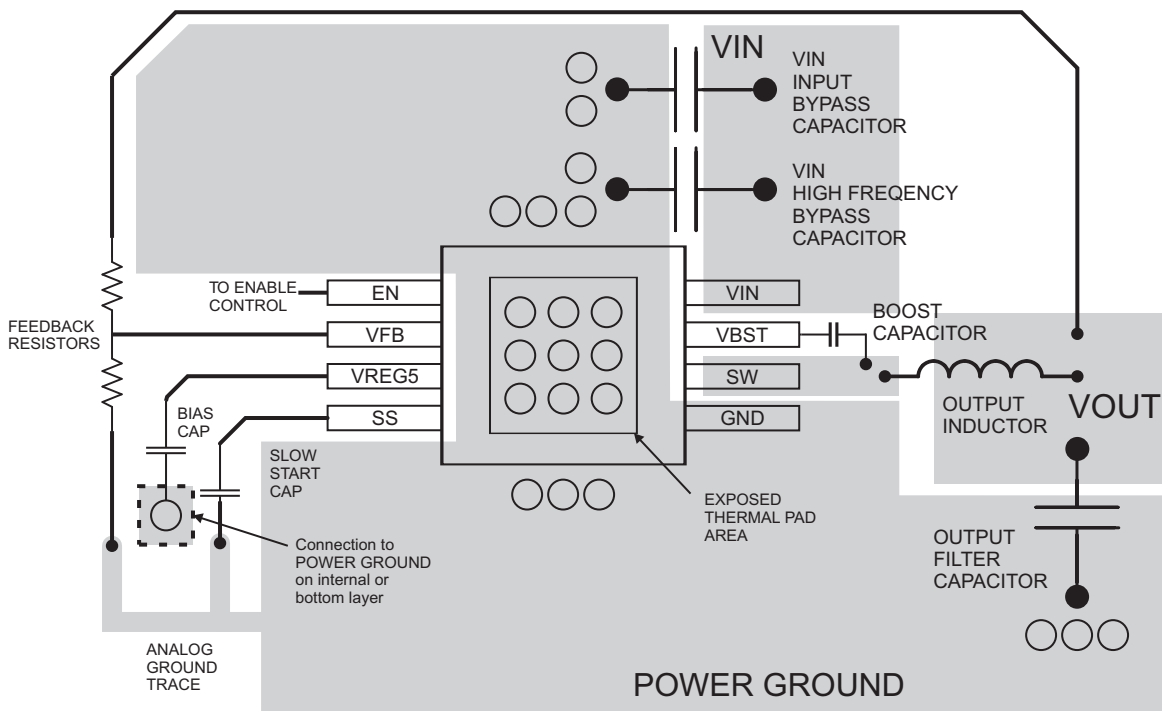 VIN
VIN
INPUT
BYPASS
CAPACITOR
VIN
HIGH FREQENCY
BYPASS
CAPACITOR
TO ENABLE
CONTROL
EN
VFB
VREG5
SS
VIN
VBST
SW
GND
FEEDBACK
RESISTORS
BOOST
CAPACITOR
OUTPUT
INDUCTOR
VOUT
BIAS
CAP
SLOW
START
CAP
EXPOSED
THERMAL PAD
AREA
Connection to
POWER GROUND
on internal or
bottom layer
OUTPUT
FILTER
CAPACITOR
ANALOG
GROUND
TRACE
POWER GROUND